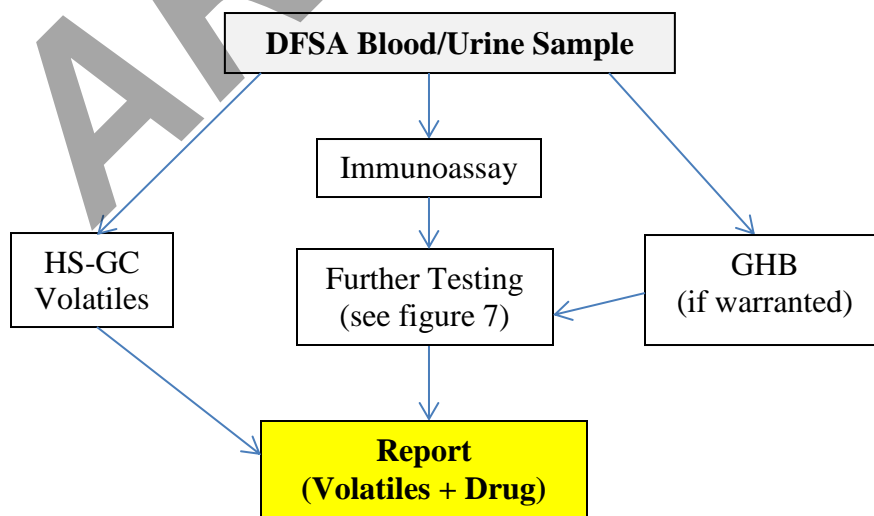 DFSA Blood/Urine Sample
Immunoassay
HS-GC
Volatiles
Further Testing
(see figure 7)
GHB
(if warranted)
Report
(Volatiles + Drug)